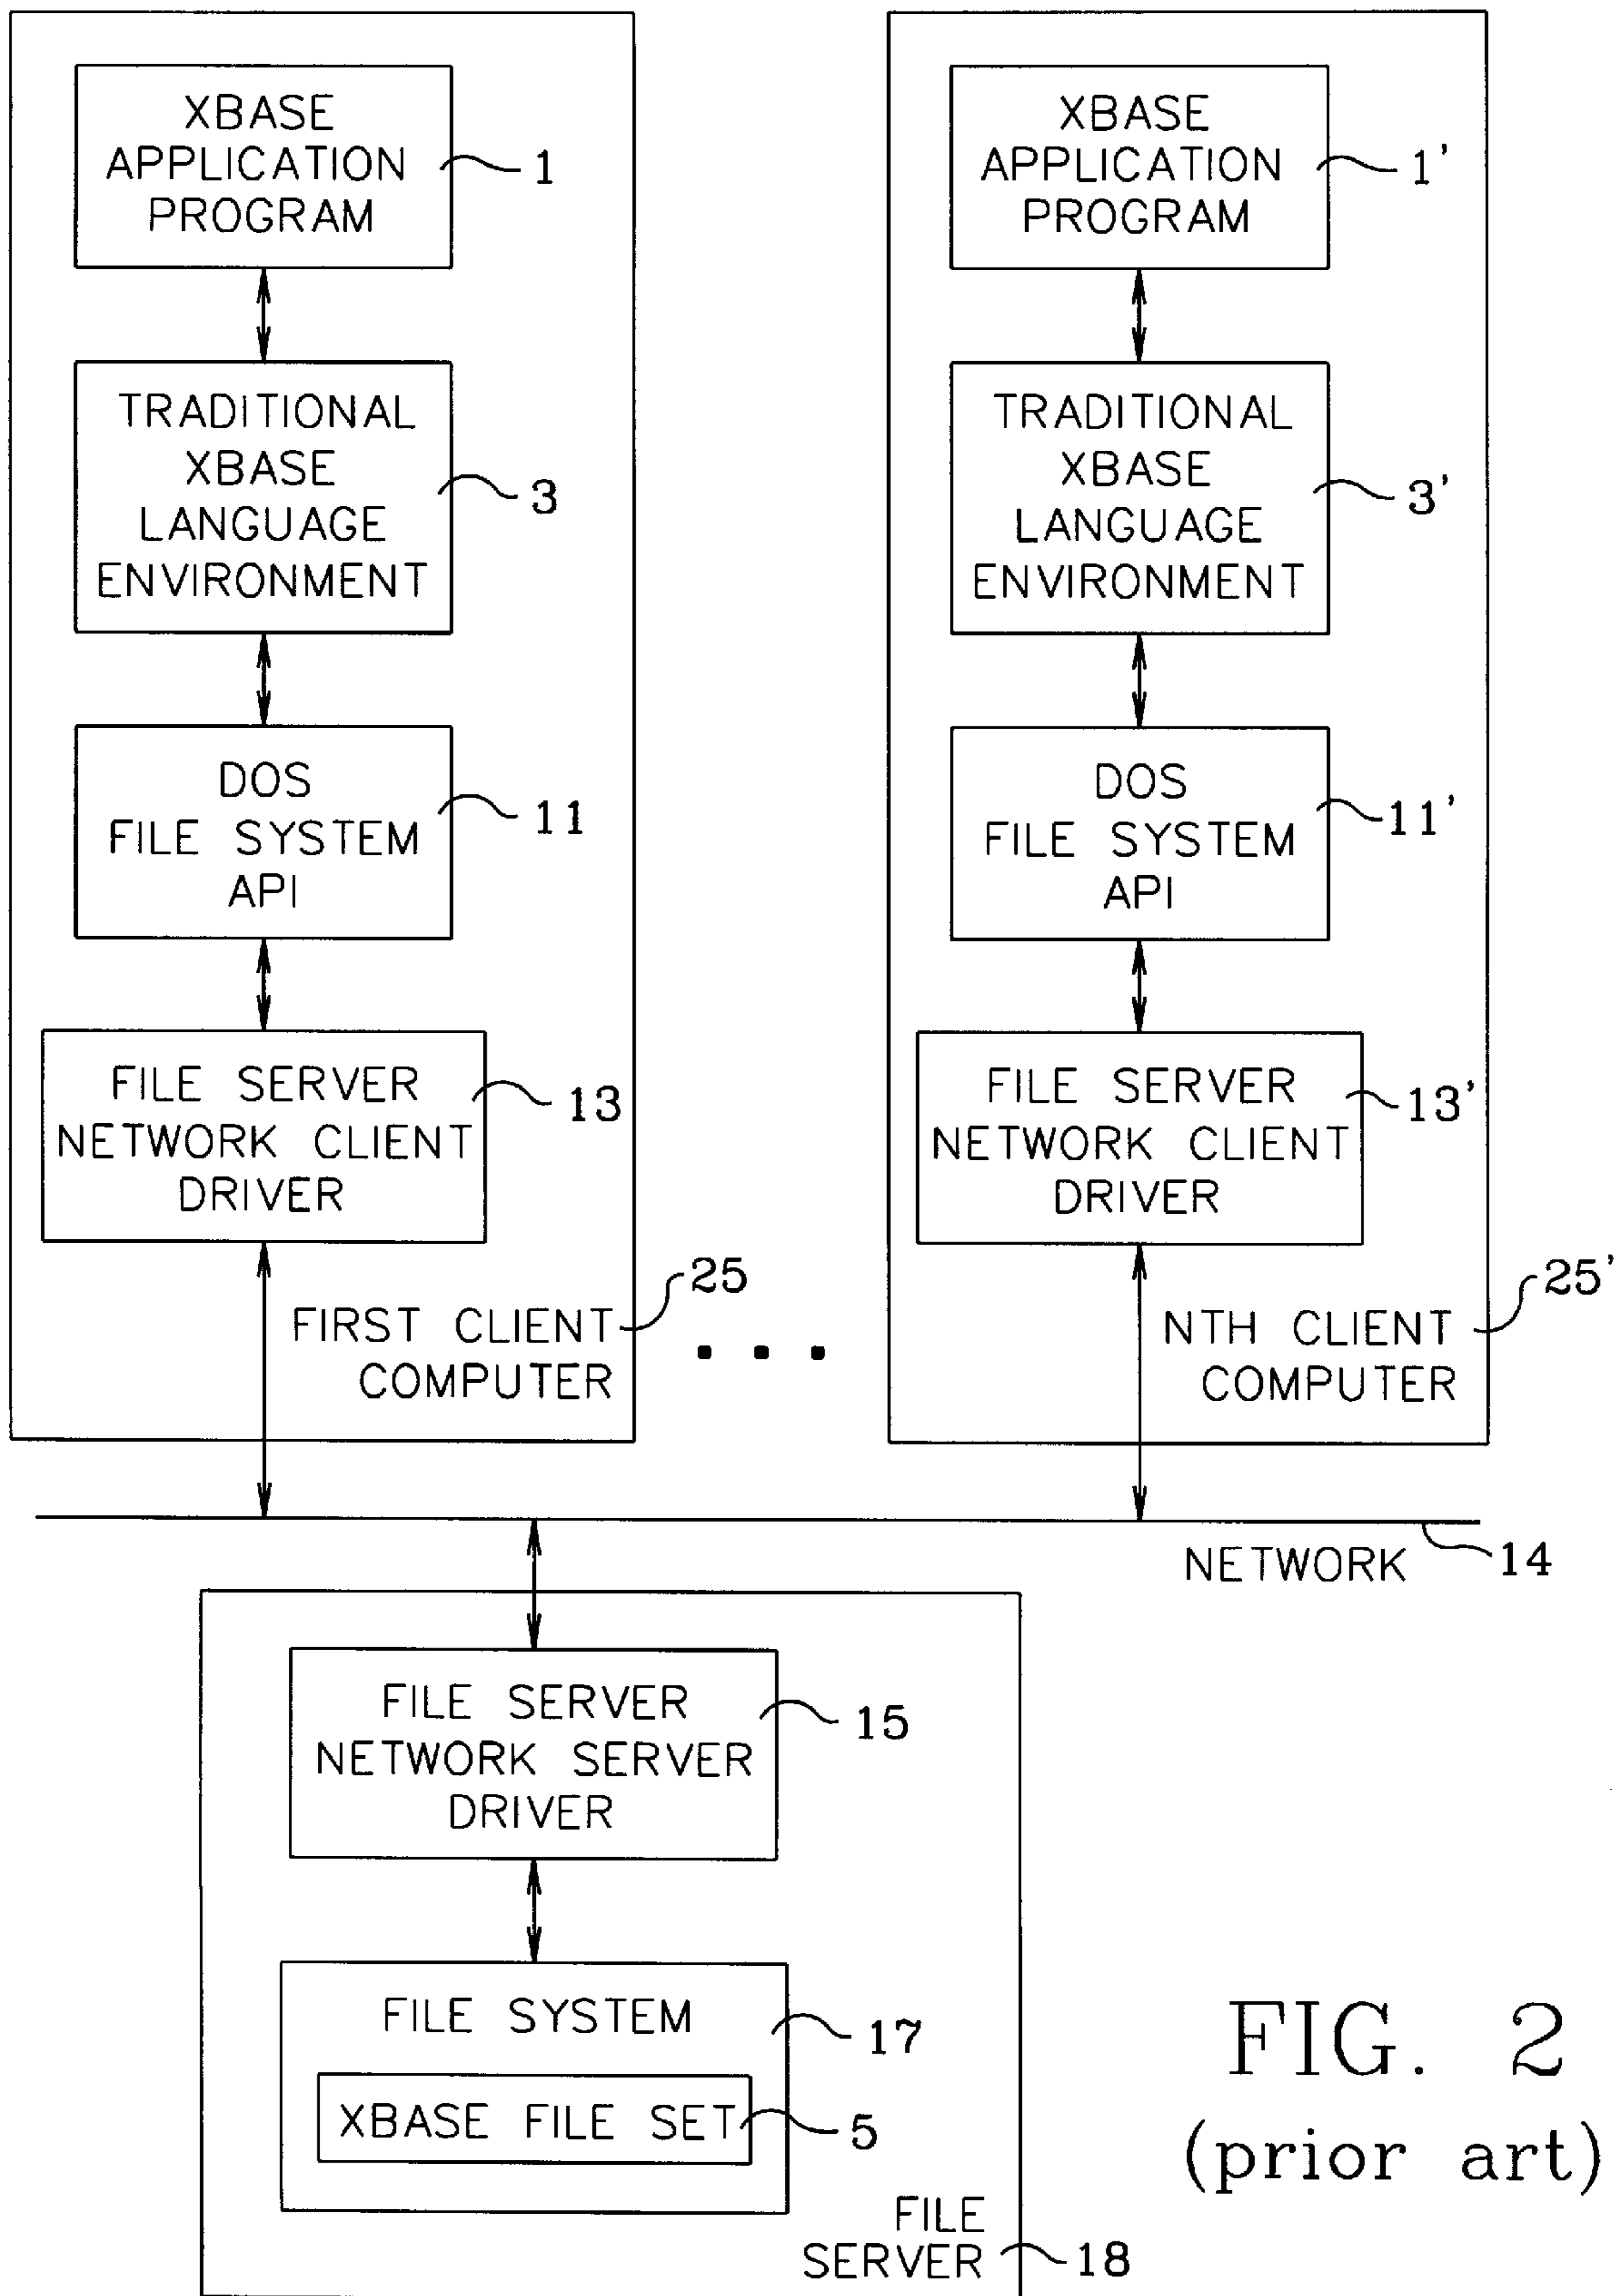 XBASE
APPLICATION
PROGRAM
1
TRADITIONAL
XBASE
LANGUAGE
ENVIRONMENT
3
DOS
FILE SYSTEM
API
11
FILE SERVER
NETWORK CLIENT
DRIVER
13
FIRST CLIENT
COMPUTER
25
XBASE
APPLICATION
PROGRAM
1'
TRADITIONAL
XBASE
LANGUAGE
ENVIRONMENT
3'
DOS
FILE SYSTEM
API
11'
FILE SERVER
NETWORK CLIENT
DRIVER
13'
NTH CLIENT
COMPUTER
25'
NETWORK
14
FILE SERVER
NETWORK SERVER
DRIVER
15
FILE SYSTEM
17
XBASE FILE SET
5
FILE
SERVER
18
FIG. 2
(prior art)